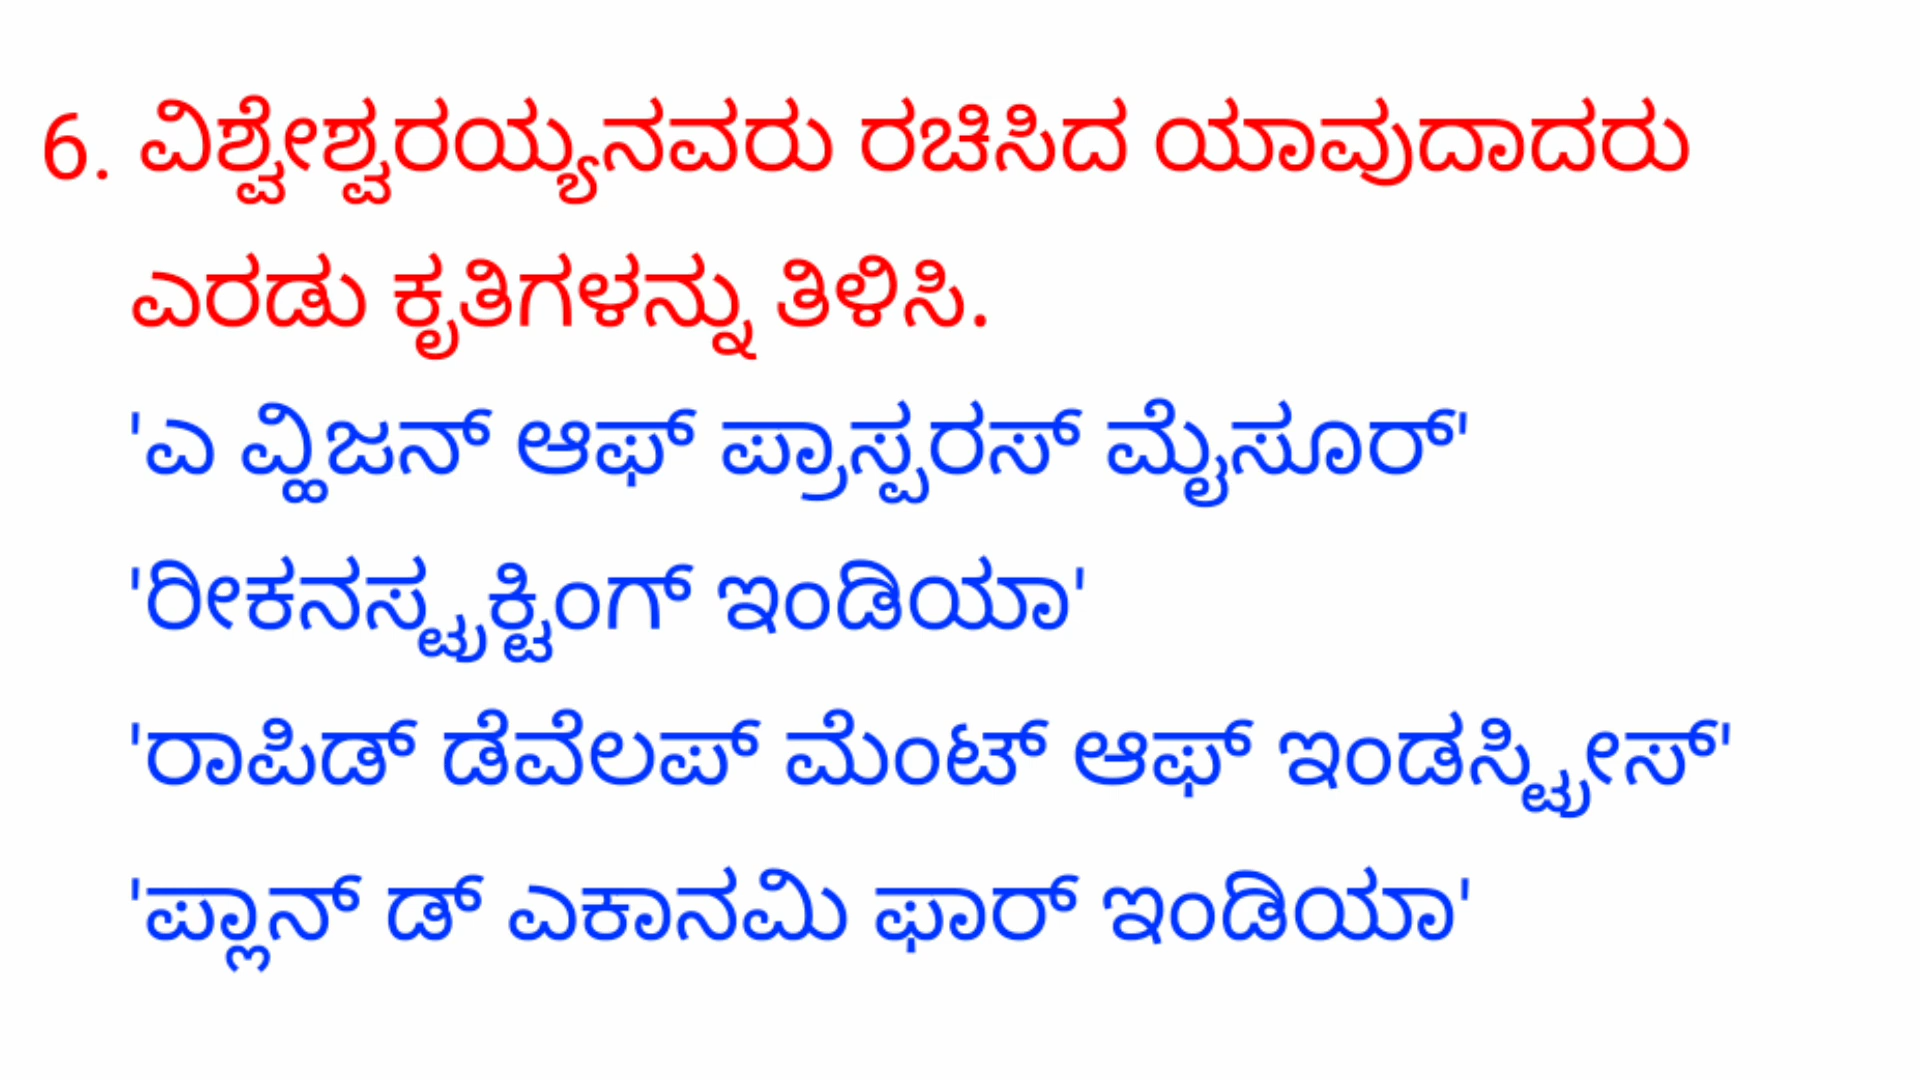 6. ವಿಶ್ವೇಶ್ವರಯ್ಯನವರು ರಚಿಸಿದ ಯಾವುದಾದರು
ಎರಡು ಕೃತಿಗಳನ್ನು ತಿಳಿಸಿ.
'ಎ ವ್ಹಿಜನ್ ಆಫ್ ಪ್ರಾಸ್ಪರಸ್ ಮೈಸೂರ್'
'ರೀಕನಸ್ಟ್ರಕ್ಟಿಂಗ್ ಇಂಡಿಯಾ'
'ರಾಪಿಡ್ ಡೆವೆಲಪ್ ಮೆಂಟ್ ಆಫ್ ಇಂಡಸ್ಟ್ರೀಸ್'
'ಪ್ಲಾನ್ ಡ್ ಎಕಾನಮಿ ಫಾರ್ ಇಂಡಿಯಾ'